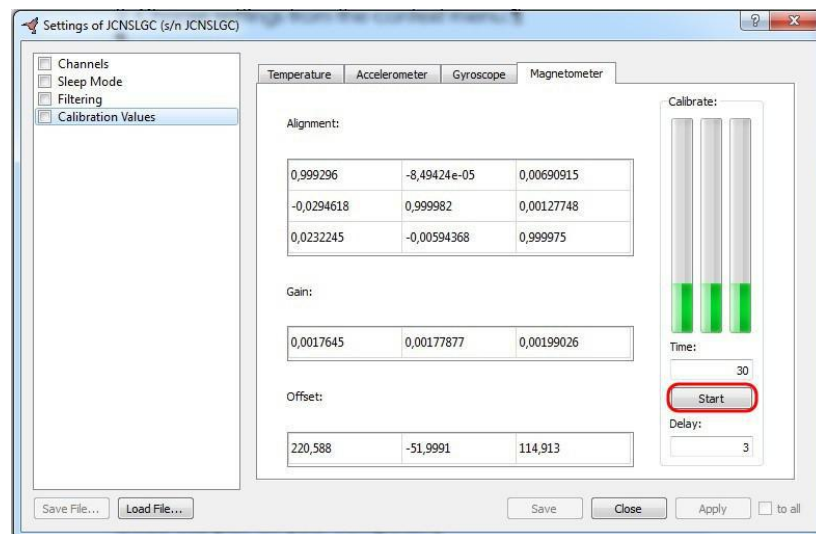 Settings of JCNSLGC (s/n JCNSLGC)
Channels
Sleep Mode
Filtering
Calibration Values
Temperature Accelerometer Gyroscope Magnetometer
Alignment:
0,999296 -8,49424e-05 0,00690915
-0,0294618 0,999982 0,00127748
0,0232245 -0,00594368 0,999975
Gain:
0,0017645 0,00177877 0,00199026
Offset:
220,588 -51,9991 114,913
Calibrate:
Time:
30
Start
Delay:
3
Save File... Load File... Save Close Apply to all